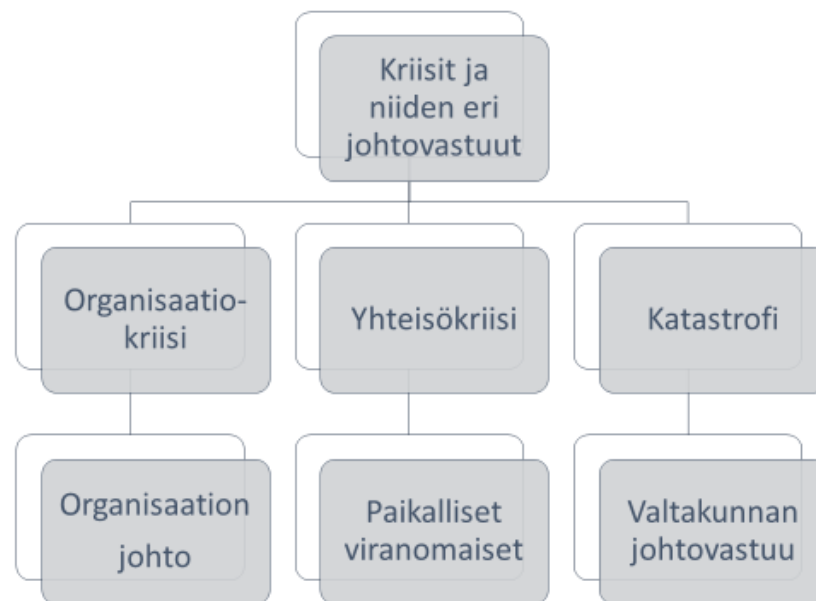 Kriisit ja
niiden eri
johtovastuut
Organisaatio-
kriisi
Yhteisökriisi
Katastrofi
Organisaation
johto
Paikalliset
viranomaiset
Valtakunnan
johtovastuu